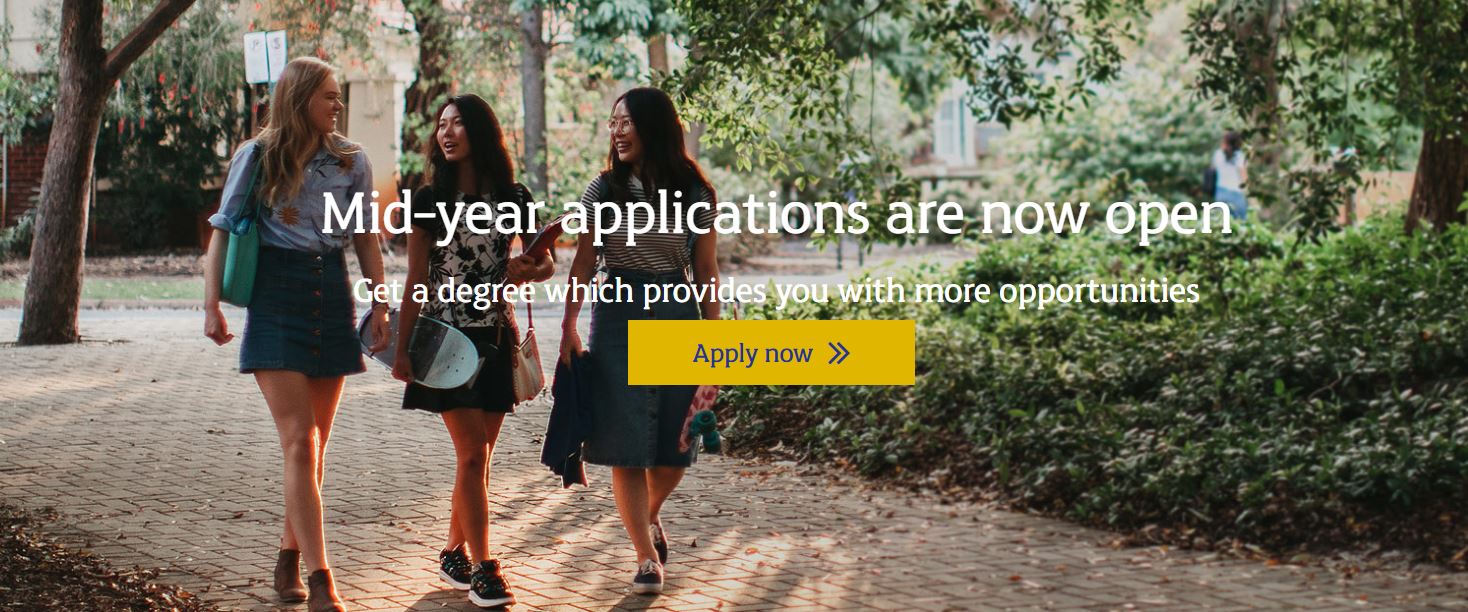 Mid-year applications are now open
Get a degree which provides you with more opportunities
Apply now